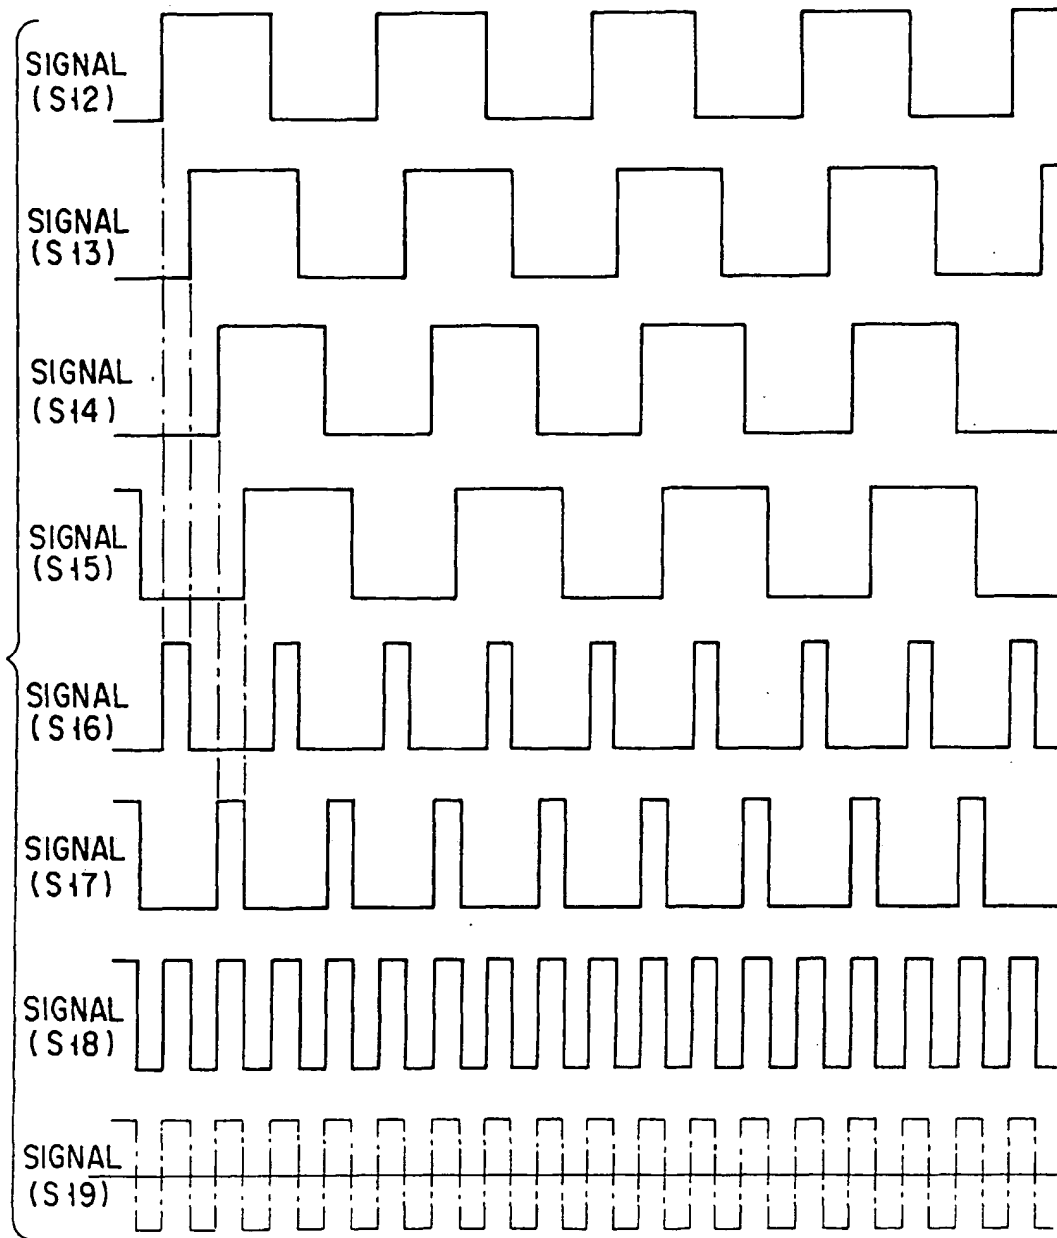 SIGNAL
(S12)
SIGNAL
(S13)
SIGNAL
(S14)
SIGNAL
(S15)
SIGNAL
(S16)
SIGNAL
(S17)
SIGNAL
(S18)
SIGNAL
(S19)